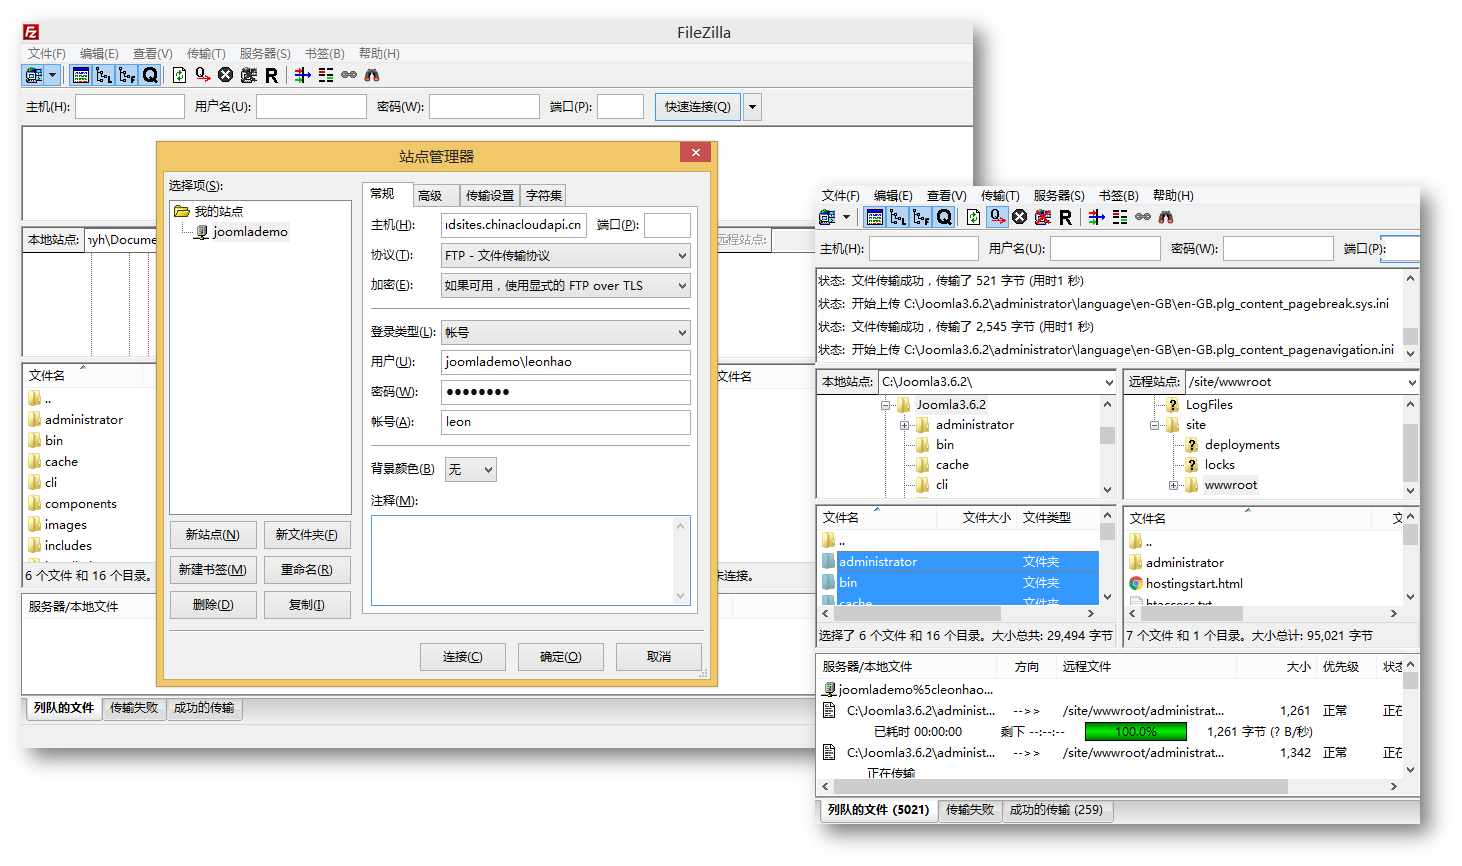 FileZilla
文件(F) 编辑(E) 查看(V) 传输(T) 服务器(S) 书签(B) 帮助(H)
主机(H): 用户名(U): 密码(W): 端口(P): 快速连接(Q)
站点管理器
选择项(S):
我的站点
joomlademo
常规 高级 传输设置 字符集
主机(H): idsites.chinacloudapi.cn 端口(P):
协议(T): FTP - 文件传输协议
加密(E): 如果可用，使用显式的 FTP over TLS
登录类型(L): 帐号
用户(U): joomlademo\leonhao
密码(W): ●●●●●●●●
帐号(A): leon
背景颜色(B) 无
注释(M):
新站点(N) 新文件夹(F)
新建书签(M) 重命名(R)
删除(D) 复制(I)
连接(C) 确定(O) 取消
本地站点: \Docume
远程站点:
文件名
..
administrator
bin
cache
cli
components
images
includes
6 个文件 和 16 个目录。
文件名
未连接。
服务器/本地文件
列队的文件 传输失败 成功的传输
文件(F) 编辑(E) 查看(V) 传输(T) 服务器(S) 书签(B) 帮助(H)
主机(H): 用户名(U): 密码(W): 端口(P):
状态: 文件传输成功，传输了 521 字节 (用时1 秒)
状态: 开始上传 C:\Joomla3.6.2\administrator\language\en-GB\en-GB.plg_content_pagebreak.sys.ini
状态: 文件传输成功，传输了 2,545 字节 (用时1 秒)
状态: 开始上传 C:\Joomla3.6.2\administrator\language\en-GB\en-GB.plg_content_pagenavigation.ini
本地站点: C:\Joomla3.6.2\
Joomla3.6.2
administrator
bin
cache
cli
远程站点: /site/wwwroot
LogFiles
site
deployments
locks
wwwroot
文件名 文件大小 文件类型
..
administrator 文件夹
bin 文件夹
cache 文件夹
选择了 6 个文件 和 16 个目录。大小总共: 29,494 字节
文件名
..
administrator
hostingstart.html
htaccess.txt
7 个文件 和 1 个目录。大小总计: 95,021 字节
服务器/本地文件 方向 远程文件 大小 优先级 状态
joomlademo%5cleonhao...
C:\Joomla3.6.2\administ... -->> /site/wwwroot/administrat... 1,261 正常 正在
已耗时 00:00:00 剩下 --:--:-- 100.0% 1,261 字节 (? B/秒)
C:\Joomla3.6.2\administ... -->> /site/wwwroot/administrat... 1,342 正常 正在
正在传输
列队的文件 (5021) 传输失败 成功的传输 (259)